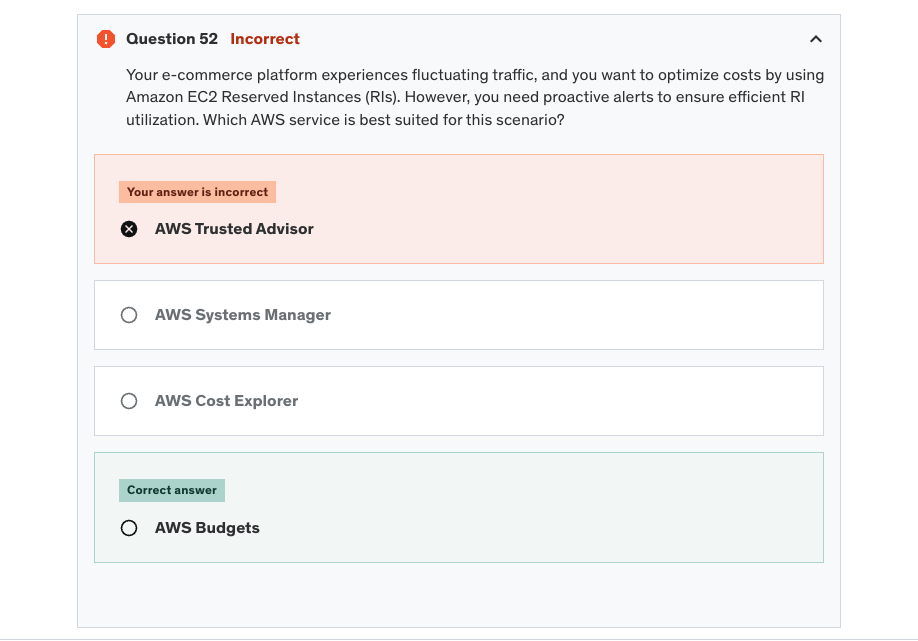 Question 52 Incorrect
Your e-commerce platform experiences fluctuating traffic, and you want to optimize costs by using
Amazon EC2 Reserved Instances (RIs). However, you need proactive alerts to ensure efficient RI
utilization. Which AWS service is best suited for this scenario?
Your answer is incorrect
AWS Trusted Advisor
AWS Systems Manager
AWS Cost Explorer
Correct answer
AWS Budgets